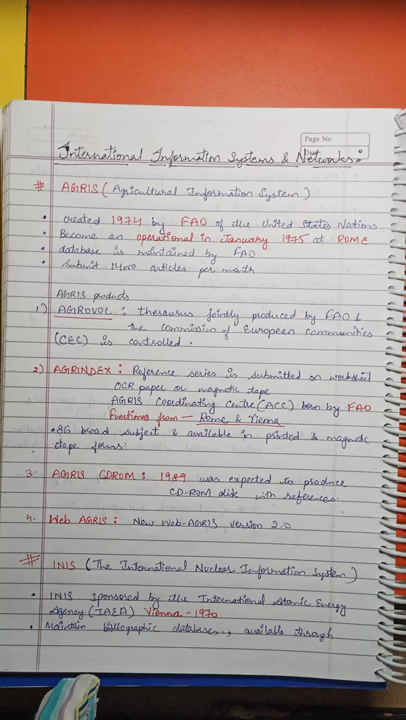 Page No.
Date
International Information Systems & Networks:
# AGRIS (Agricultural Information System)
• created 1974 by FAO of the United States Nations
• Become an operational in January 1975 at ROME
• database is maintained by FAO
• Submit 14000 articles per month
AGRIS products
1) AGROVOC: thesaurus jointly produced by FAO &
the commission of European communities
(CEC) is controlled.
2) AGRINDEX: Reference series is submitted on worksheet
OCR paper or magnetic tape
AGRIS Coordinating Centre (ACC) born by FAO
Functions from - Rome & Vienna
• 86 broad subject & available in printed & magnetic
tape forms.
3. AGRIS CDROM: 1989 was expected to produce
CD-ROM disk with references.
4. Web AGRIS: New Web-AGRIS version 2.0
# INIS (The International Nuclear Information System)
• INIS sponsored by the International Atomic Energy
Agency (IAEA) Vienna - 1970
• Maintain bibliographic databases, available through